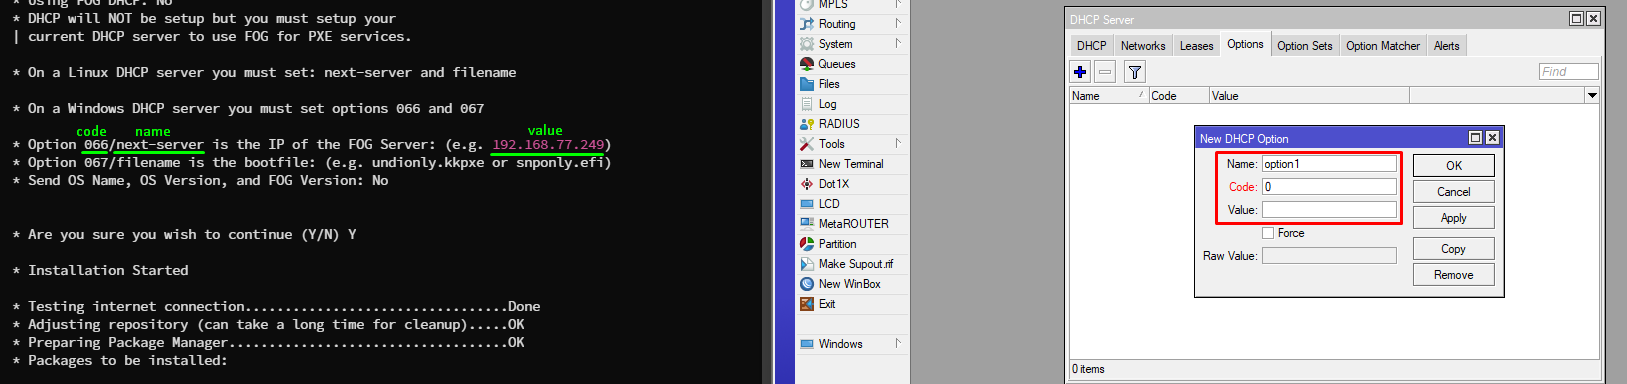 * Using FOG DHCP: No
* DHCP will NOT be setup but you must setup your
| current DHCP server to use FOG for PXE services.
* On a Linux DHCP server you must set: next-server and filename
* On a Windows DHCP server you must set options 066 and 067
code name value
* Option 066/next-server is the IP of the FOG Server: (e.g. 192.168.77.249)
* Option 067/filename is the bootfile: (e.g. undionly.kkpxe or snponly.efi)
* Send OS Name, OS Version, and FOG Version: No
* Are you sure you wish to continue (Y/N) Y
* Installation Started
* Testing internet connection.................................Done
* Adjusting repository (can take a long time for cleanup).....OK
* Preparing Package Manager...................................OK
* Packages to be installed:
MPLS
Routing
System
Queues
Files
Log
RADIUS
Tools
New Terminal
Dot1X
LCD
MetaROUTER
Partition
Make Supout.rif
New WinBox
Exit
Windows
DHCP Server
DHCP Networks Leases Options Option Sets Option Matcher Alerts
Find
Name Code Value
New DHCP Option
Name: option1 OK
Code: 0 Cancel
Value: Apply
Force
Raw Value: Copy
Remove
0 items